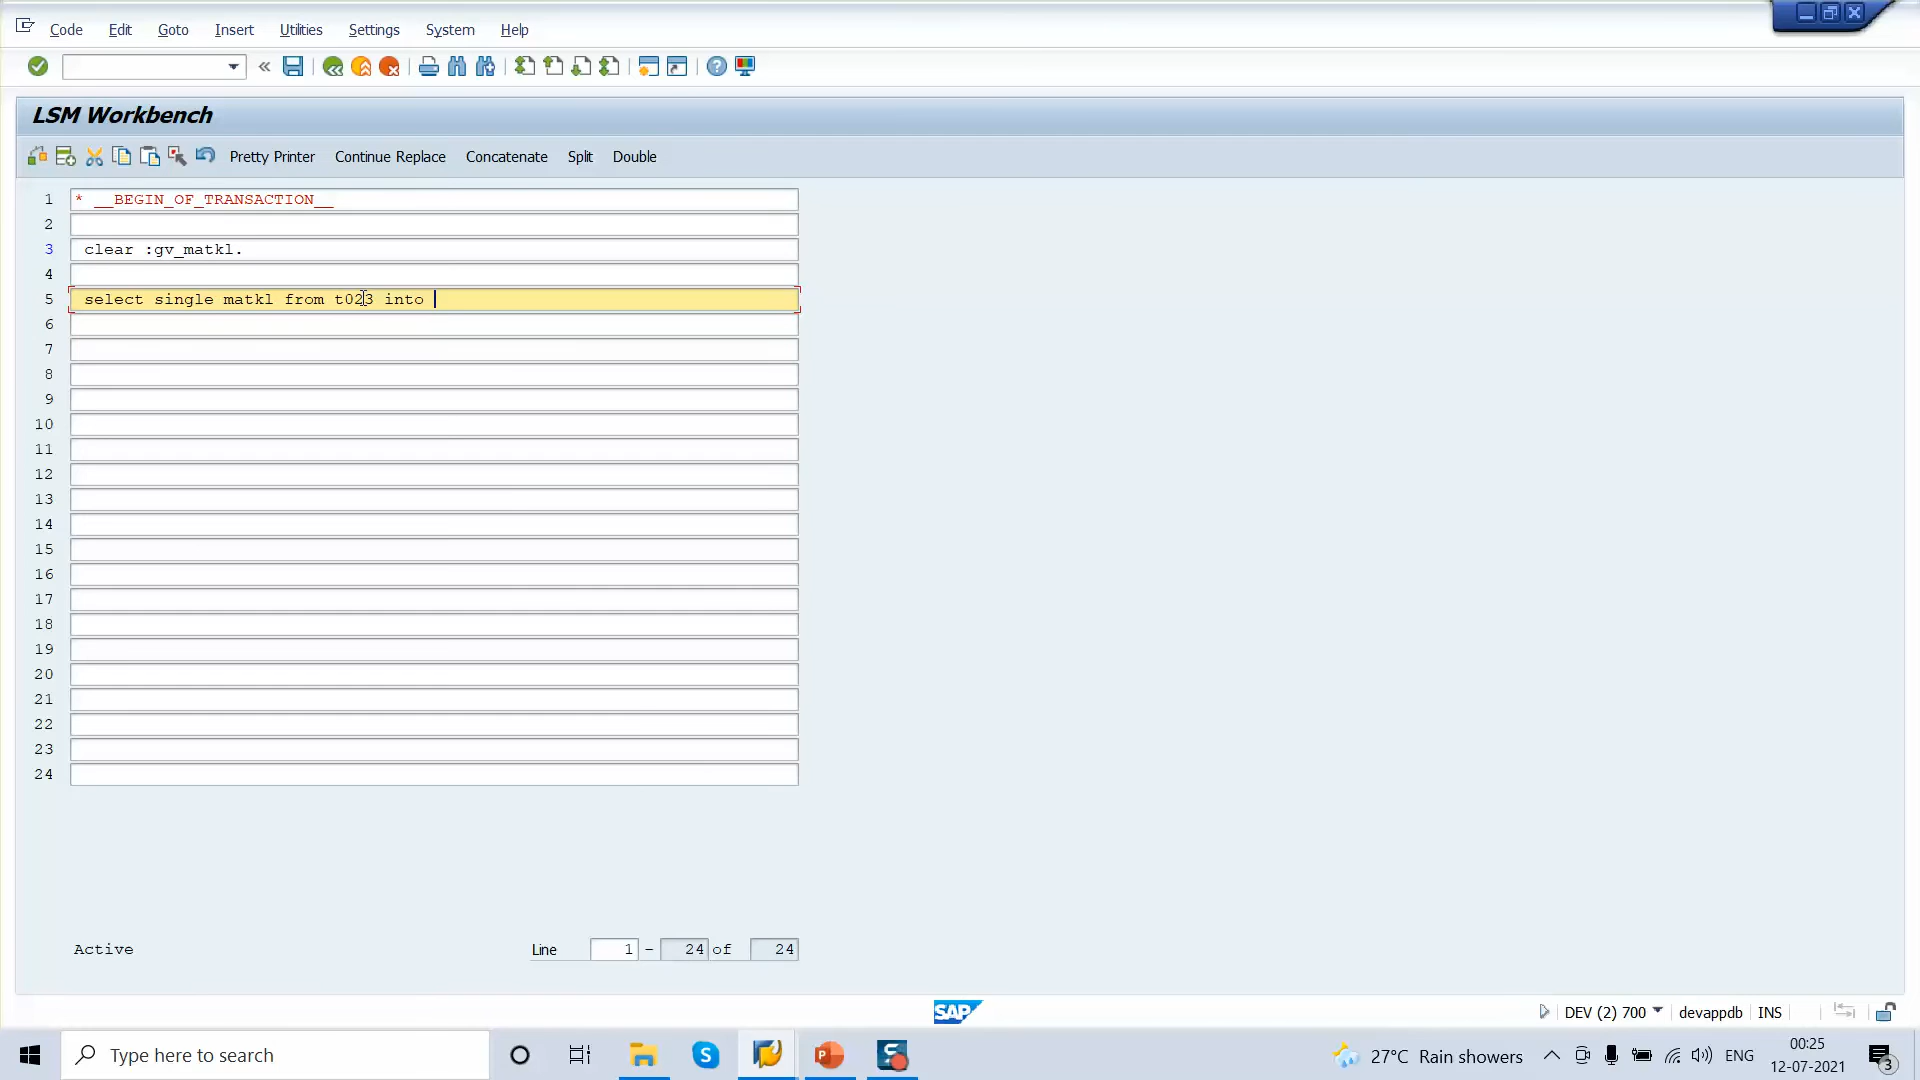 Code Edit Goto Insert Utilities Settings System Help
LSM Workbench
Pretty Printer Continue Replace Concatenate Split Double
1 * __BEGIN_OF_TRANSACTION__
2
3 clear :gv_matkl.
4
5 select single matkl from t023 into
6
7
8
9
10
11
12
13
14
15
16
17
18
19
20
21
22
23
24
Active Line 1 - 24 of 24
SAP DEV (2) 700 devappdb INS
Type here to search 27°C Rain showers ENG 00:25
12-07-2021 3